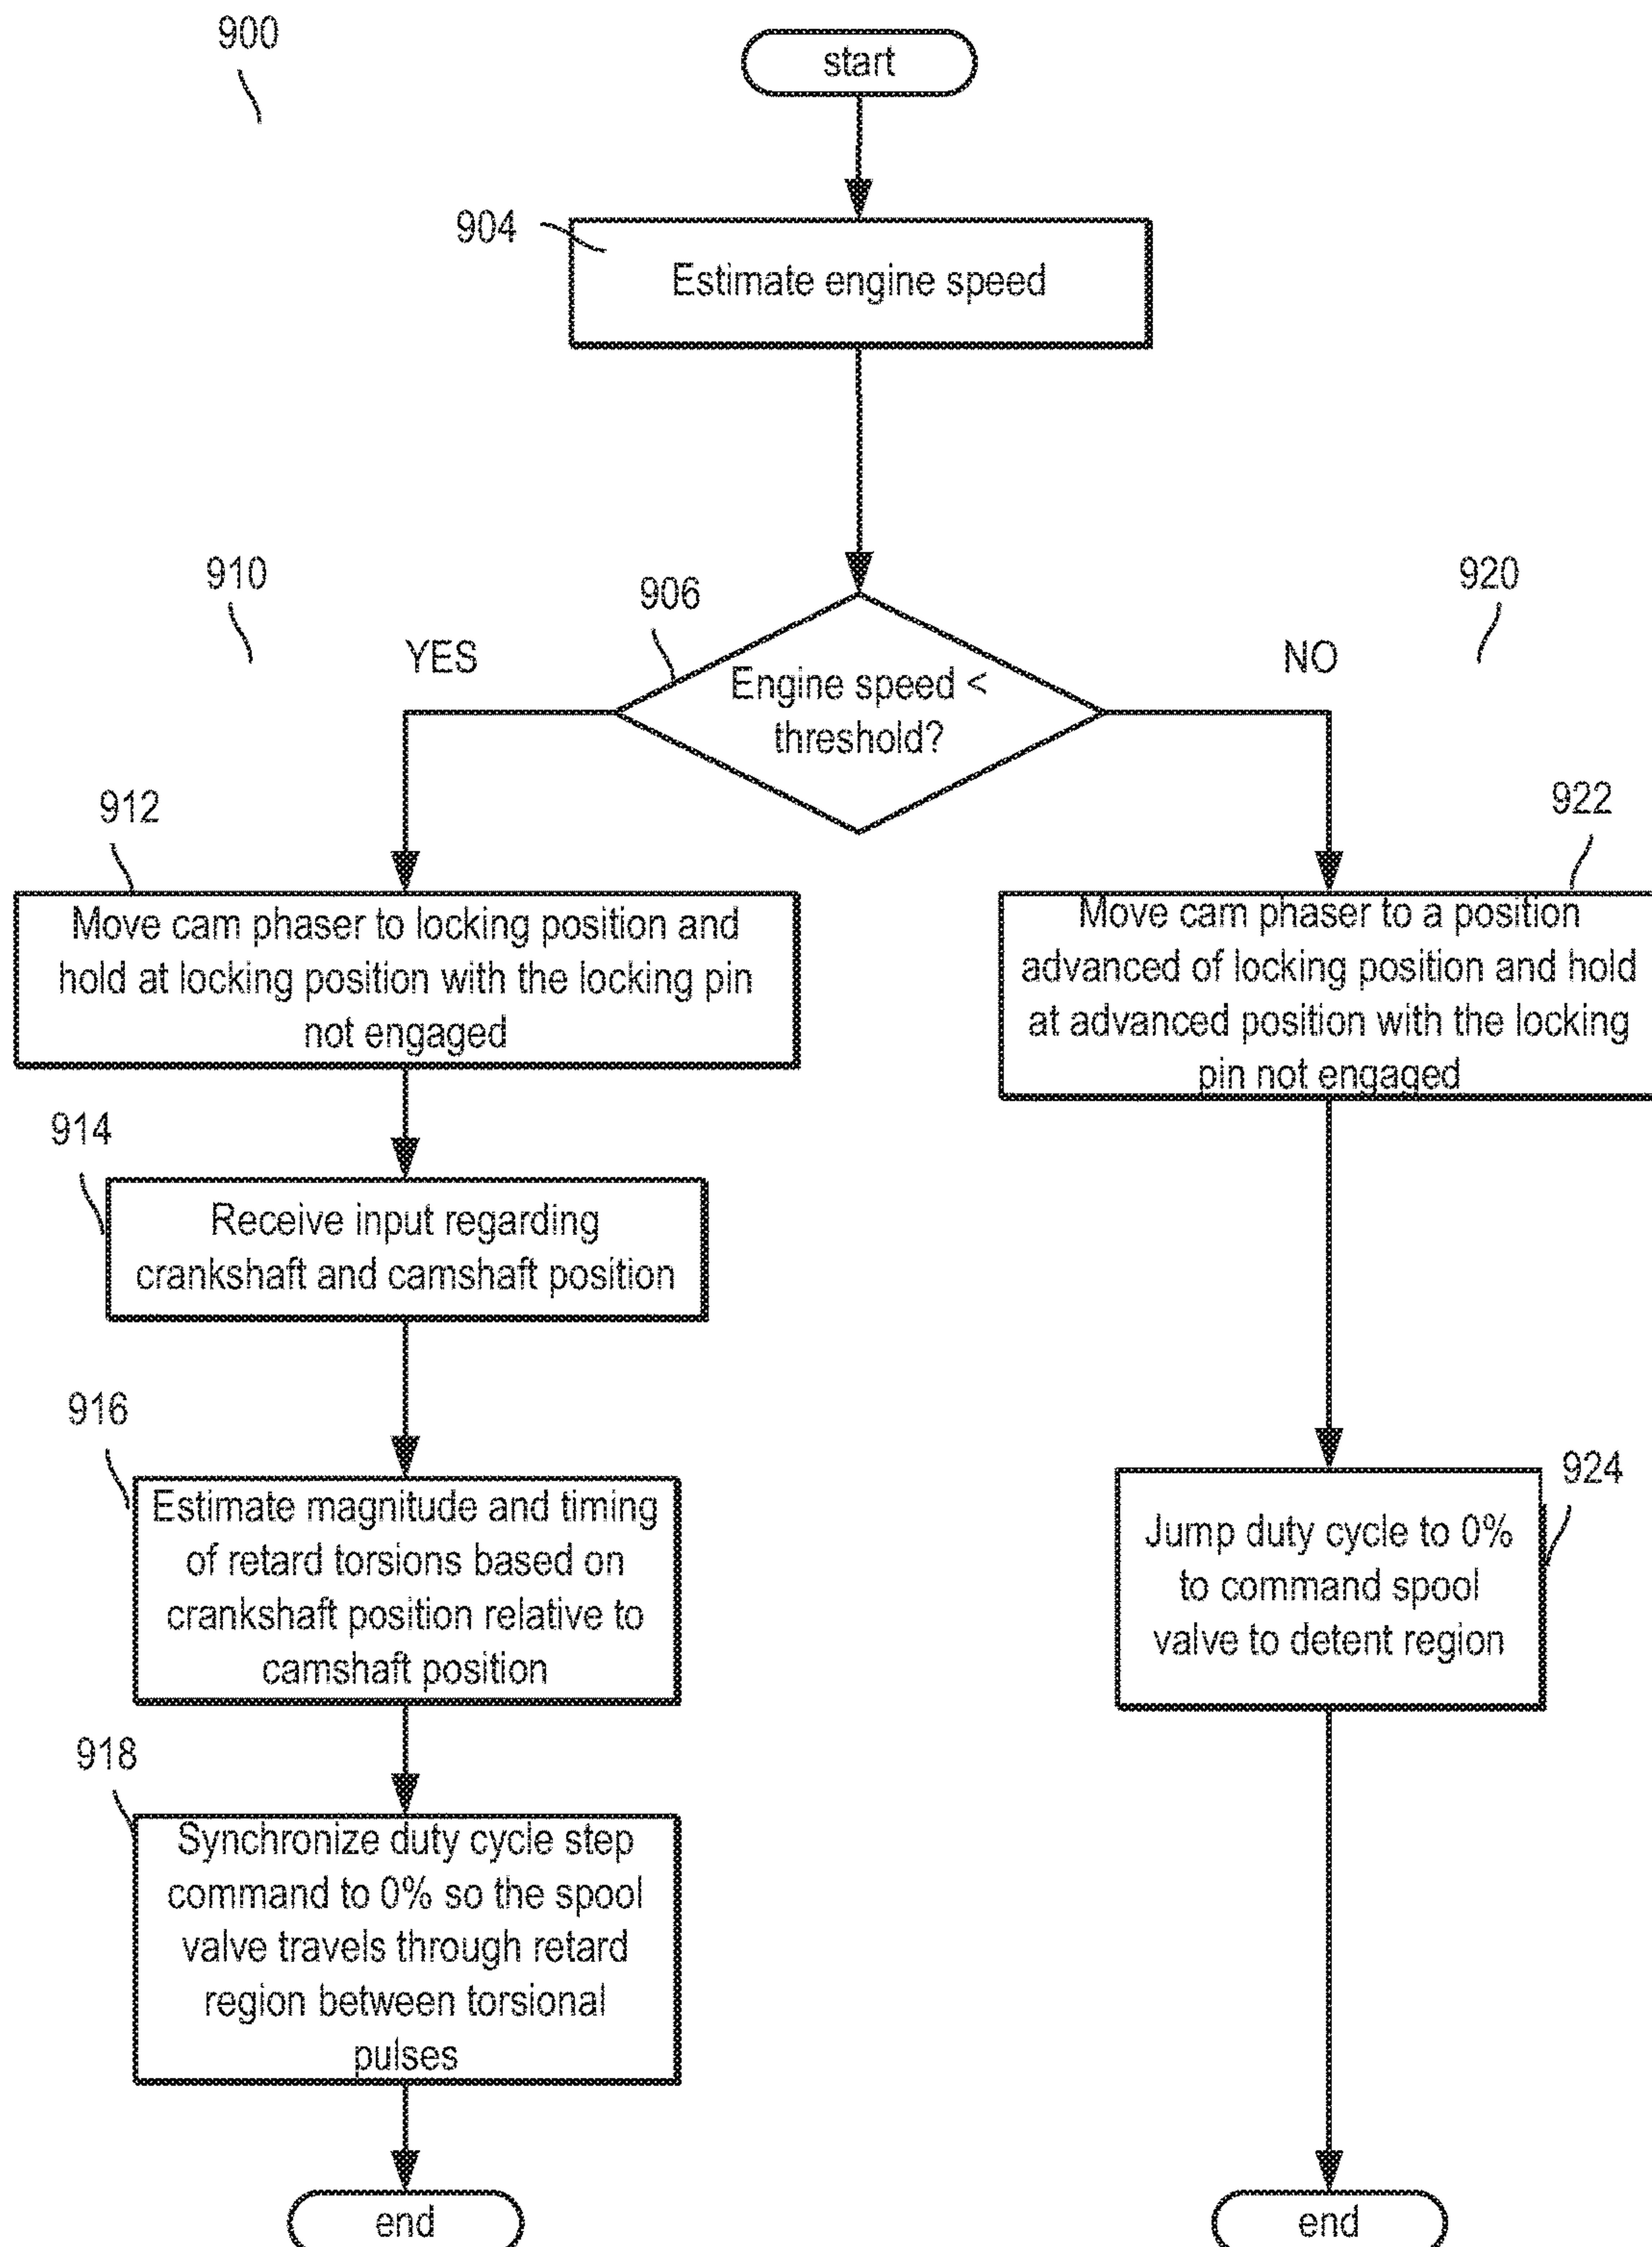 900
start
904
Estimate engine speed
910
920
906
YES
NO
Engine speed <
threshold?
912
922
Move cam phaser to locking position and
hold at locking position with the locking pin
not engaged
Move cam phaser to a position
advanced of locking position and hold
at advanced position with the locking
pin not engaged
914
Receive input regarding
crankshaft and camshaft position
916
Estimate magnitude and timing
of retard torsions based on
crankshaft position relative to
camshaft position
924
Jump duty cycle to 0%
to command spool
valve to detent region
918
Synchronize duty cycle step
command to 0% so the spool
valve travels through retard
region between torsional
pulses
end
end